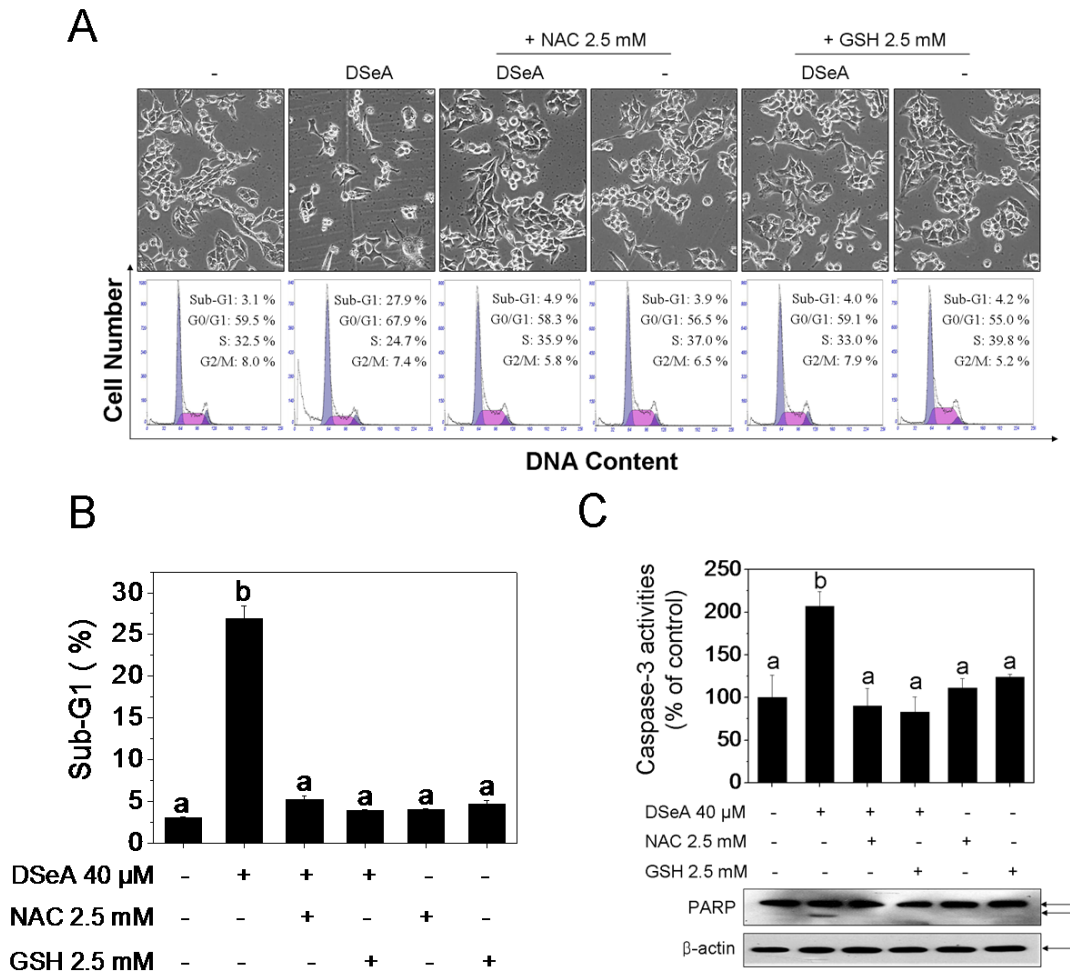 A
+ NAC 2.5 mM + GSH 2.5 mM
- DSeA DSeA - DSeA -
Cell Number
Sub-G1: 3.1 % Sub-G1: 27.9 % Sub-G1: 4.9 % Sub-G1: 3.9 % Sub-G1: 4.0 % Sub-G1: 4.2 %
G0/G1: 59.5 % G0/G1: 67.9 % G0/G1: 58.3 % G0/G1: 56.5 % G0/G1: 59.1 % G0/G1: 55.0 %
S: 32.5 % S: 24.7 % S: 35.9 % S: 37.0 % S: 33.0 % S: 39.8 %
G2/M: 8.0 % G2/M: 7.4 % G2/M: 5.8 % G2/M: 6.5 % G2/M: 7.9 % G2/M: 5.2 %
DNA Content
B
Sub-G1 ( %)
30
25
20
15
10
5
0
a b a a a a
DSeA 40 µM - + + + - -
NAC 2.5 mM - - + - + -
GSH 2.5 mM - - - + - +
C
Caspase-3 activities
(% of control)
250
200
150
100
50
0
a b a a a a
DSeA 40 µM - + + + - -
NAC 2.5 mM - - + - + -
GSH 2.5 mM - - - + - +
PARP
β-actin